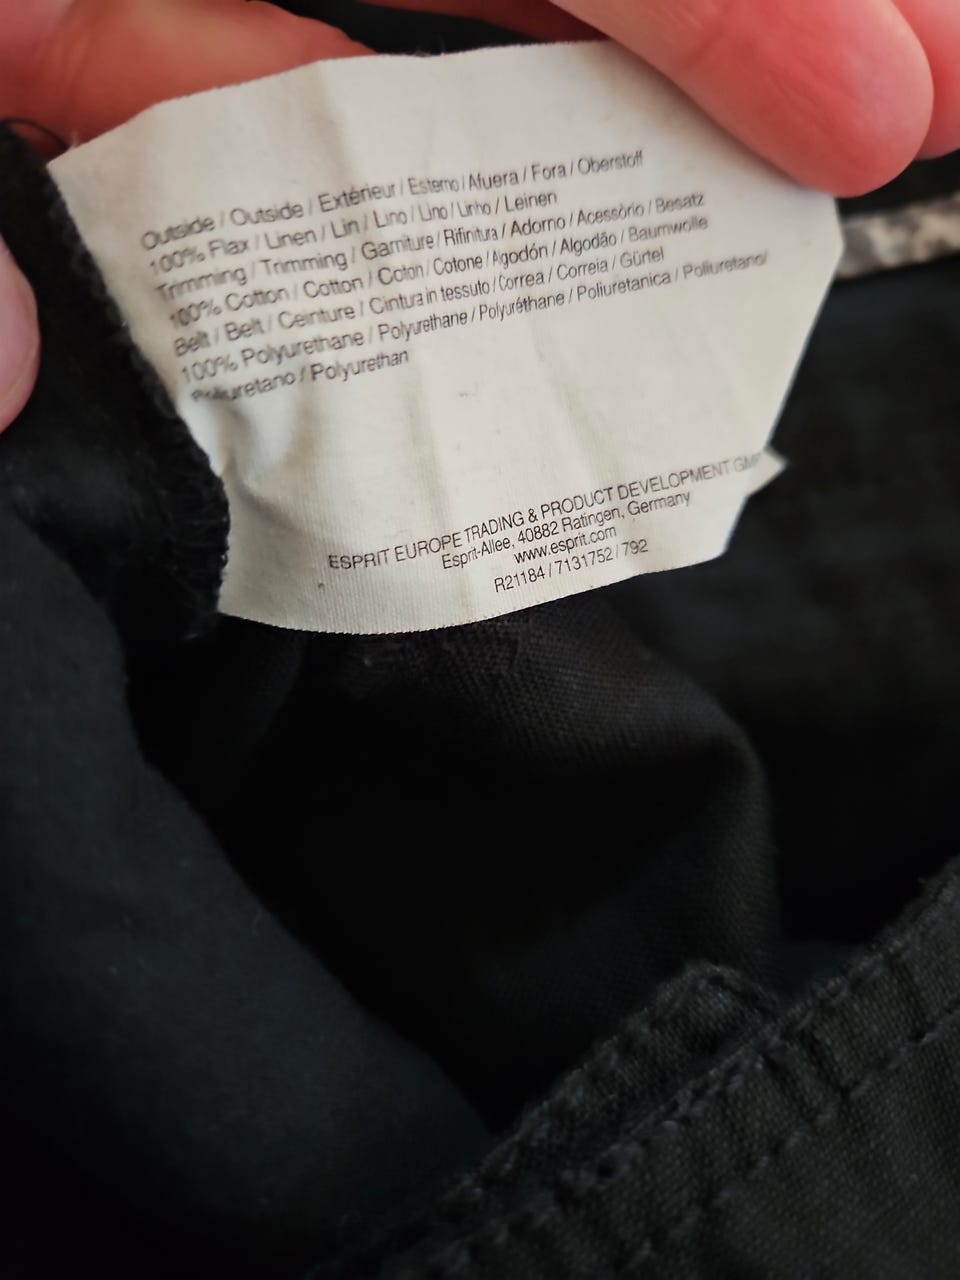 Outside / Outside / Extérieur / Esterno / Afuera / Fora / Oberstoff
100% Flax / Linen / Lin / Lino / Lino / Linho / Leinen
Trimming / Trimming / Garniture / Rifinitura / Adorno / Acessório / Besatz
100% Cotton / Cotton / Coton / Cotone / Algodón / Algodão / Baumwolle
Belt / Belt / Ceinture / Cintura in tessuto / Correa / Correia / Gürtel
100% Polyurethane / Polyurethane / Polyuréthane / Poliuretanica / Poliuretano/
Poliuretano / Polyurethan
ESPRIT EUROPE TRADING & PRODUCT DEVELOPMENT
Esprit-Allee, 40882 Ratingen, Germany
www.esprit.com
R21184 / 7131752 / 792